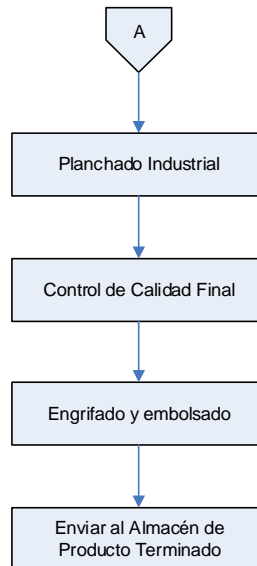 A
Planchado Industrial
Control de Calidad Final
Engrifado y embolsado
Enviar al Almacén de
Producto Terminado